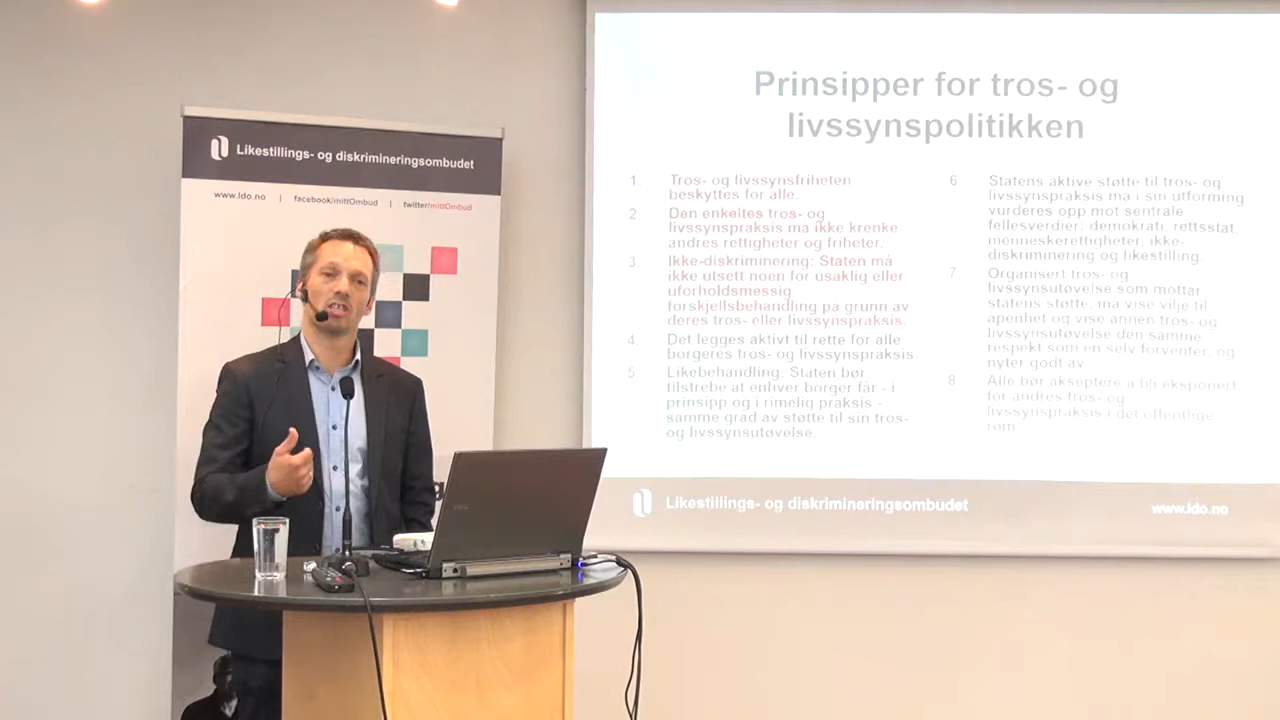 Likestillings- og diskrimineringsombudet
www.ldo.no | facebook/mittOmbud | twitter/mittOmbud
Prinsipper for tros- og
livssynspolitikken
1. Tros- og livssynsfriheten
beskyttes for alle.
2. Den enkeltes tros- og
livssynspraksis må ikke krenke
andres rettigheter og friheter.
3. Ikke-diskriminering: Staten må
ikke utsett noen for usaklig eller
uforholdsmessig
forskjellsbehandling på grunn av
deres tros- eller livssynspraksis.
4. Det legges aktivt til rette for alle
borgeres tros- og livssynspraksis
5. Likebehandling: Staten bør
tilstrebe at enhver borger får - i
prinsipp og i rimelig praksis -
samme grad av støtte til sin tros-
og livssynsutøvelse.
6 Statens aktive støtte til tros- og
livssynspraksis må i sin utforming
vurderes opp mot sentrale
fellesverdier: demokrati, rettsstat,
menneskerettigheter, ikke-
diskriminering og likestilling.
7 Organisert tros- og
livssynsutøvelse som mottar
statens støtte, må vise vilje til
åpenhet og vise annen tros- og
livssynsutøvelse den samme
respekt som en selv forventer, og
nyter godt av
8 Alle bør akseptere å bli eksponert
for andres tros- og
livssynspraksis i det offentlige
rom
Likestillings- og diskrimineringsombudet
www.ldo.no
DELL